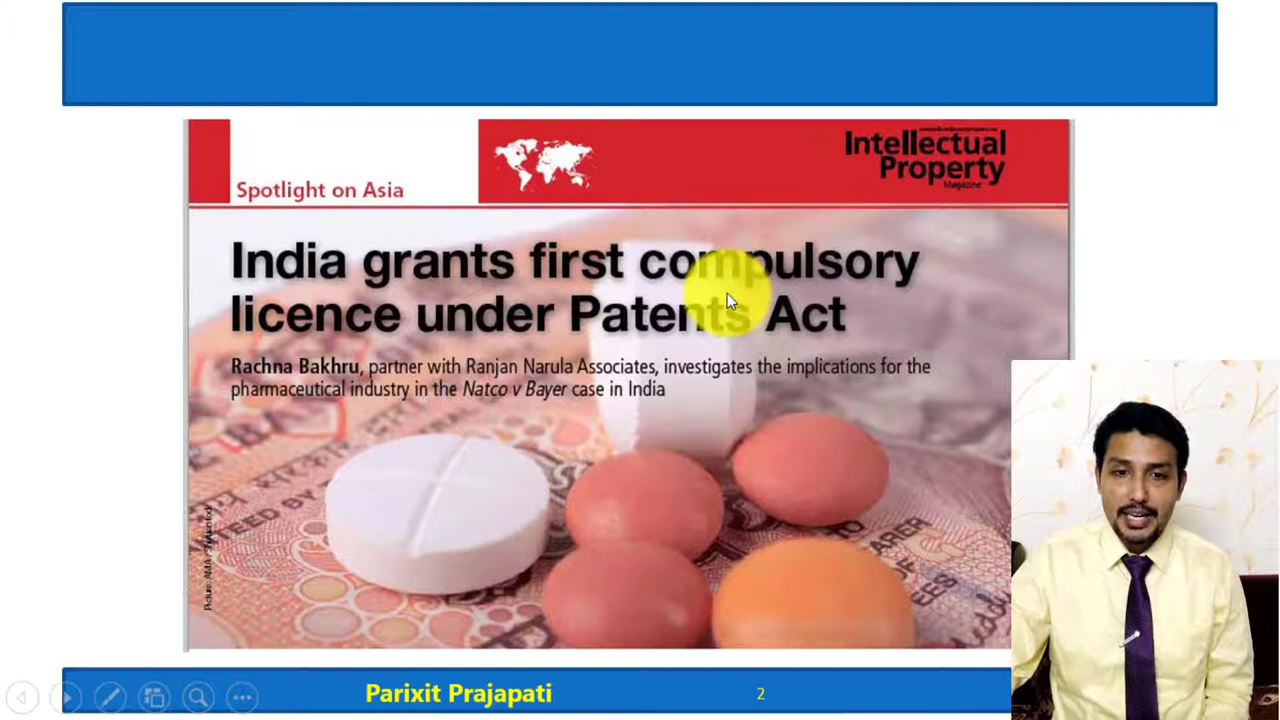 Spotlight on Asia
Intellectual
Property
Magazine
India grants first compulsory
licence under Patents Act
Rachna Bakhru, partner with Ranjan Narula Associates, investigates the implications for the
pharmaceutical industry in the Natco v Bayer case in India
Parixit Prajapati
2